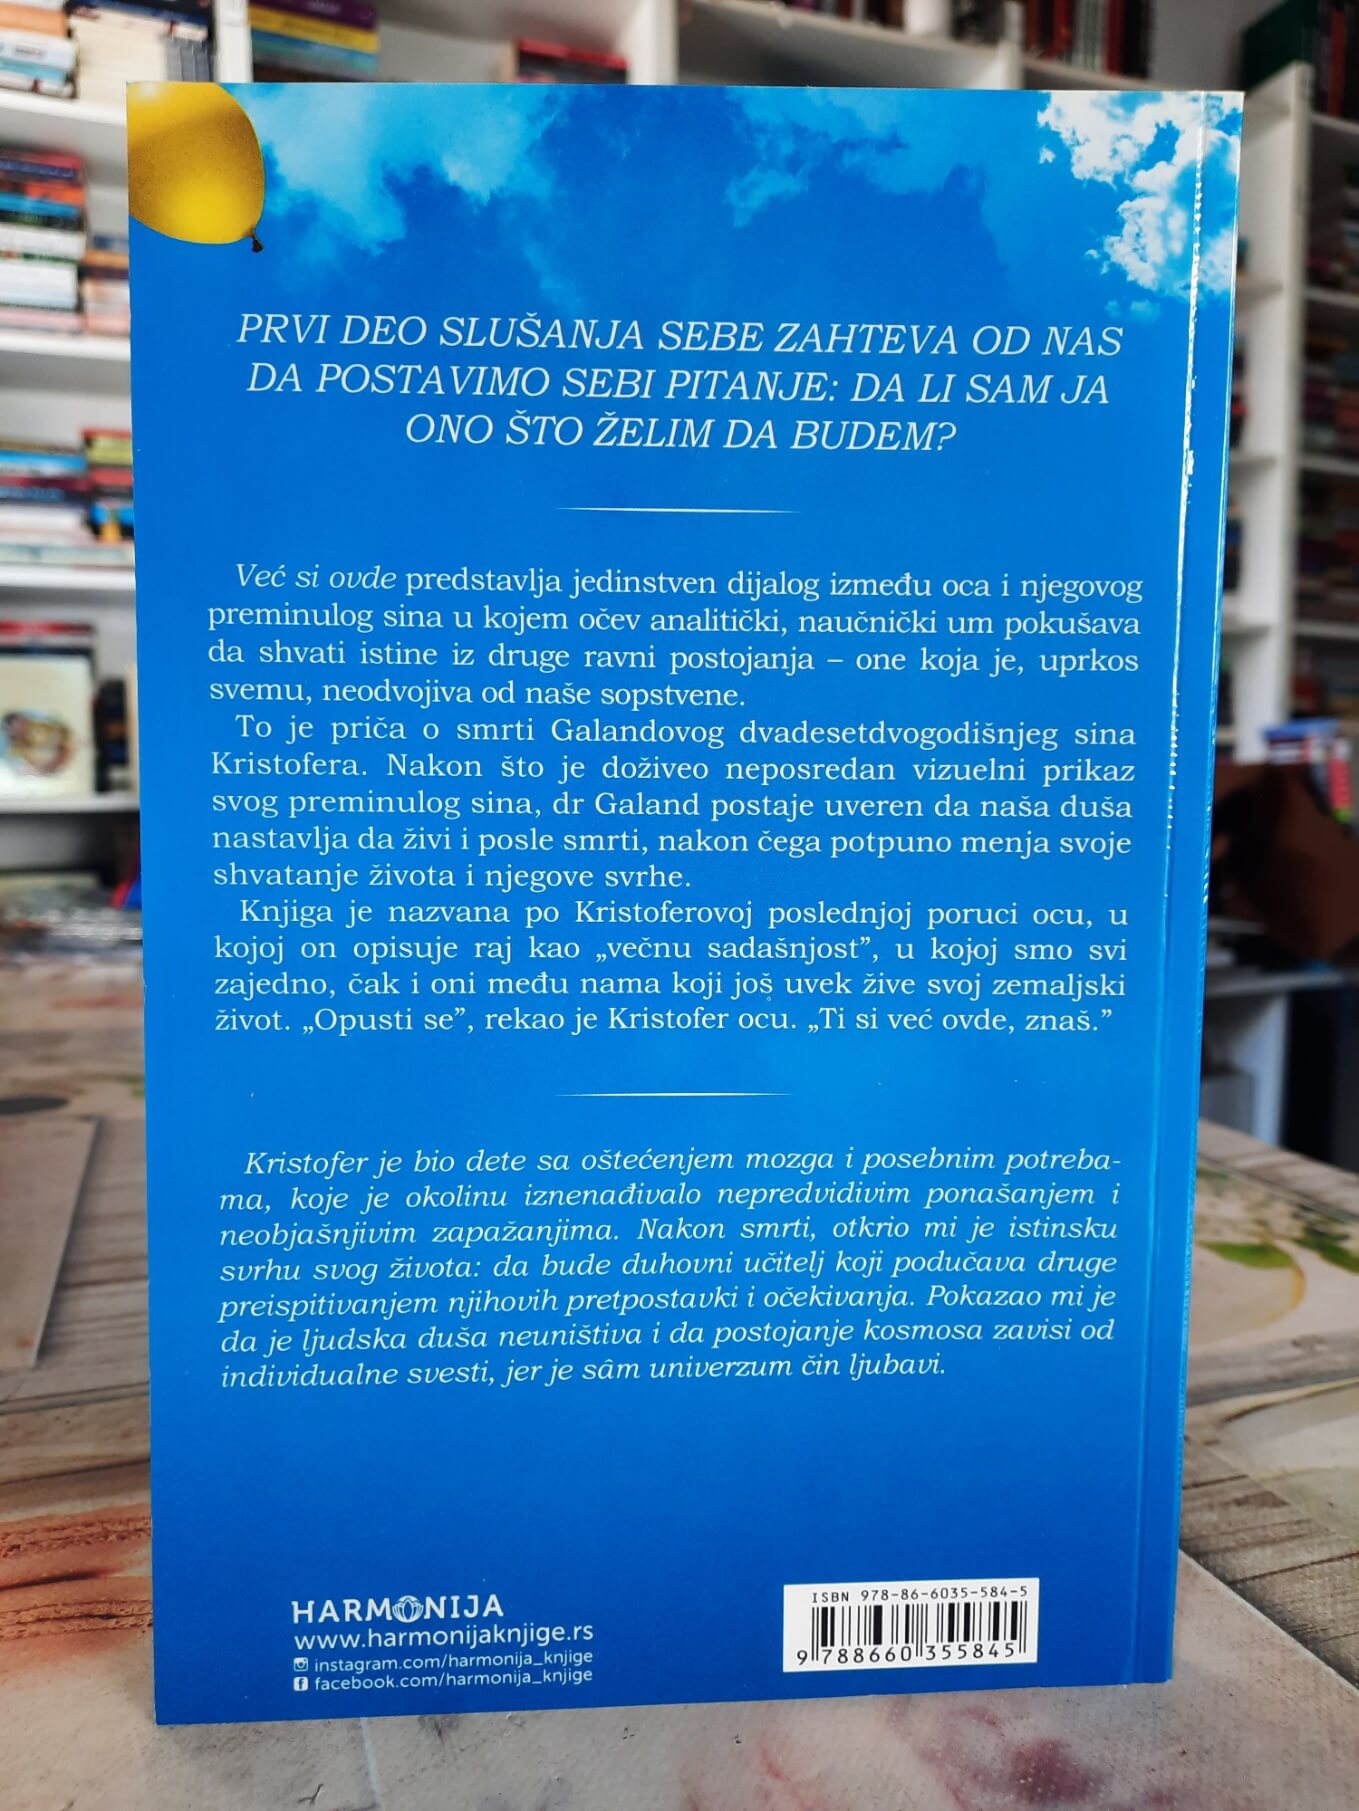 PRVI DEO SLUŠANJA SEBE ZAHTEVA OD NAS
DA POSTAVIMO SEBI PITANJE: DA LI SAM JA
ONO ŠTO ŽELIM DA BUDEM?
Već si ovde predstavlja jedinstven dijalog između oca i njegovog
preminulog sina u kojem očev analitički, naučnički um pokušava
da shvati istine iz druge ravni postojanja – one koja je, uprkos
svemu, neodvojiva od naše sopstvene.
To je priča o smrti Galandovog dvadesetdvogodišnjeg sina
Kristofera. Nakon što je doživeo neposredan vizuelni prikaz
svog preminulog sina, dr Galand postaje uveren da naša duša
nastavlja da živi i posle smrti, nakon čega potpuno menja svoje
shvatanje života i njegove svrhe.
Knjiga je nazvana po Kristoferovoj poslednjoj poruci ocu, u
kojoj on opisuje raj kao „večnu sadašnjost”, u kojoj smo svi
zajedno, čak i oni među nama koji još uvek žive svoj zemaljski
život. „Opusti se”, rekao je Kristofer ocu. „Ti si već ovde, znaš.”
Kristofer je bio dete sa oštećenjem mozga i posebnim potreba-
ma, koje je okolinu iznenađivalo nepredvidivim ponašanjem i
neobjašnjivim zapažanjima. Nakon smrti, otkrio mi je istinsku
svrhu svog života: da bude duhovni učitelj koji podučava druge
preispitivanjem njihovih pretpostavki i očekivanja. Pokazao mi je
da je ljudska duša neuništiva i da postojanje kosmosa zavisi od
individualne svesti, jer je sâm univerzum čin ljubavi.
HARMONIJA
www.harmonijaknjige.rs
instagram.com/harmonija_knjige
facebook.com/harmonija_knjige
ISBN 978-86-6035-584-5
9 788660 355845